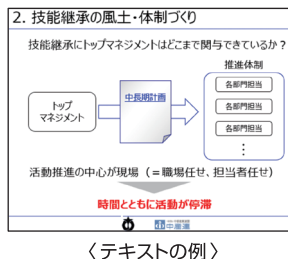 2. 技能継承の風土・体制づくり
技能継承にトップマネジメントはどこまで関与できているか？
推進体制
トップ
マネジメント
中長期計画
各部門担当
各部門担当
各部門担当
⋮
活動推進の中心が現場（＝職場任せ、担当者任せ）
時間とともに活動が停滞
中産連
〈テキストの例〉